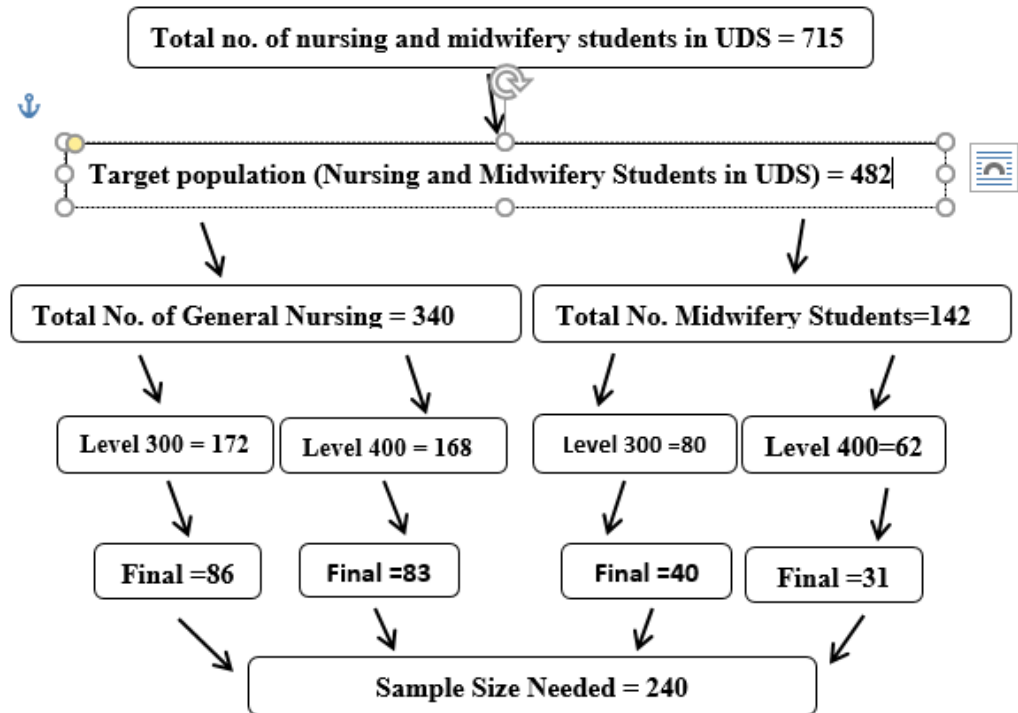 Total no. of nursing and midwifery students in UDS = 715
Target population (Nursing and Midwifery Students in UDS) = 482
Total No. of General Nursing = 340
Total No. Midwifery Students=142
Level 300 = 172
Level 400 = 168
Level 300 =80
Level 400=62
Final =86
Final =83
Final =40
Final =31
Sample Size Needed = 240